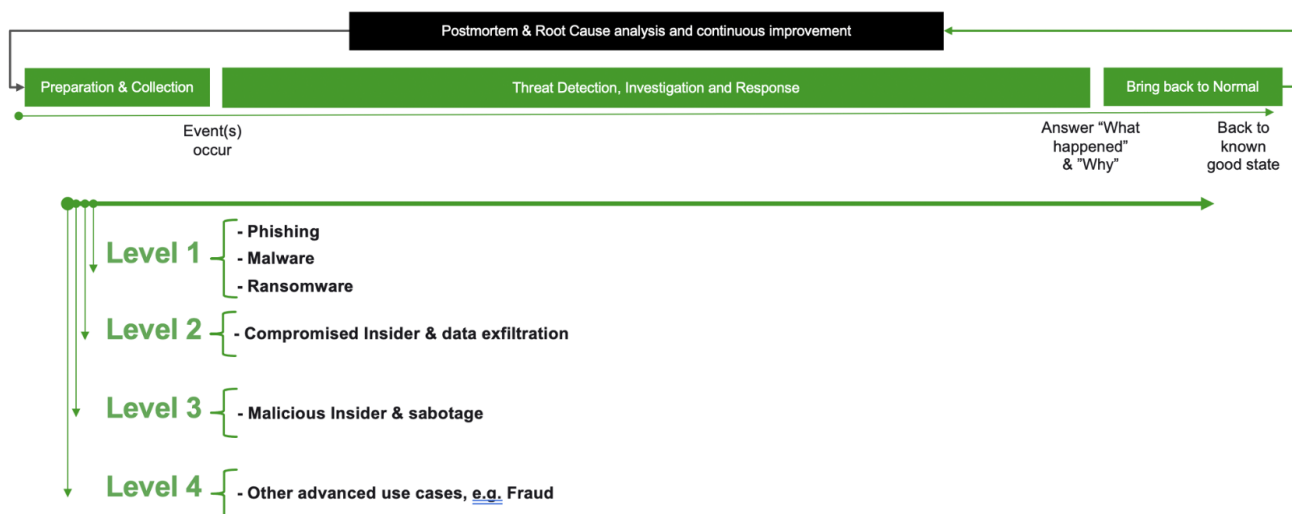 Postmortem & Root Cause analysis and continuous improvement
Preparation & Collection
Threat Detection, Investigation and Response
Bring back to Normal
Event(s)
occur
Answer “What
happened”
& ”Why”
Back to
known
good state
Level 1
- Phishing
- Malware
- Ransomware
Level 2
- Compromised Insider & data exfiltration
Level 3
- Malicious Insider & sabotage
Level 4
- Other advanced use cases, e.g. Fraud